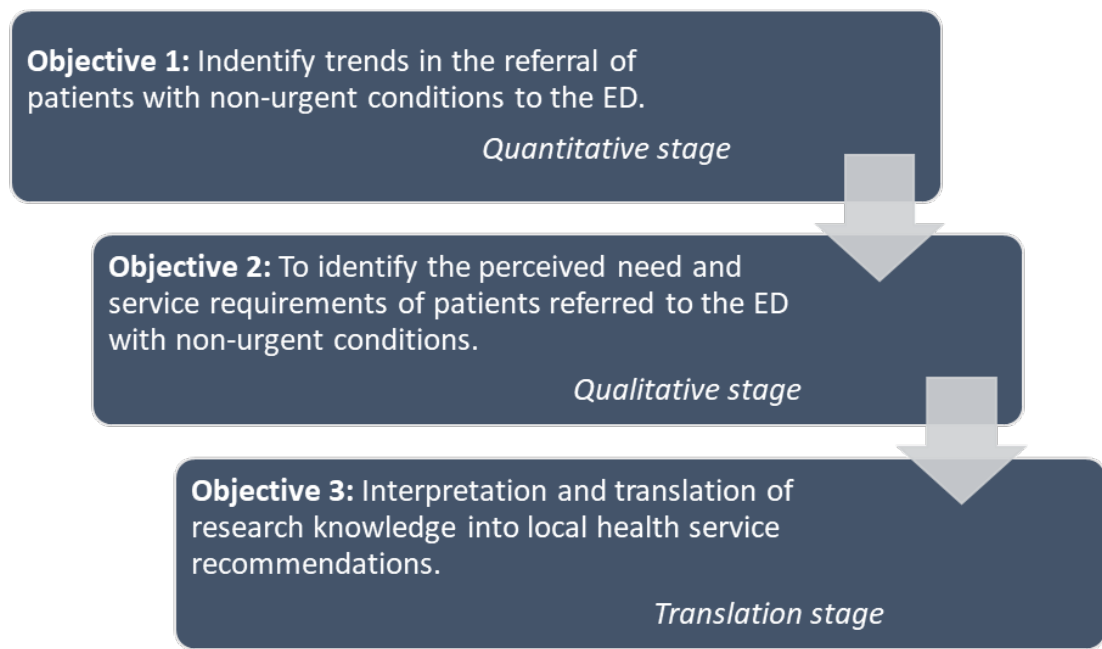 Objective 1: Indentify trends in the referral of
patients with non-urgent conditions to the ED.
Quantitative stage
Objective 2: To identify the perceived need and
service requirements of patients referred to the ED
with non-urgent conditions.
Qualitative stage
Objective 3: Interpretation and translation of
research knowledge into local health service
recommendations.
Translation stage